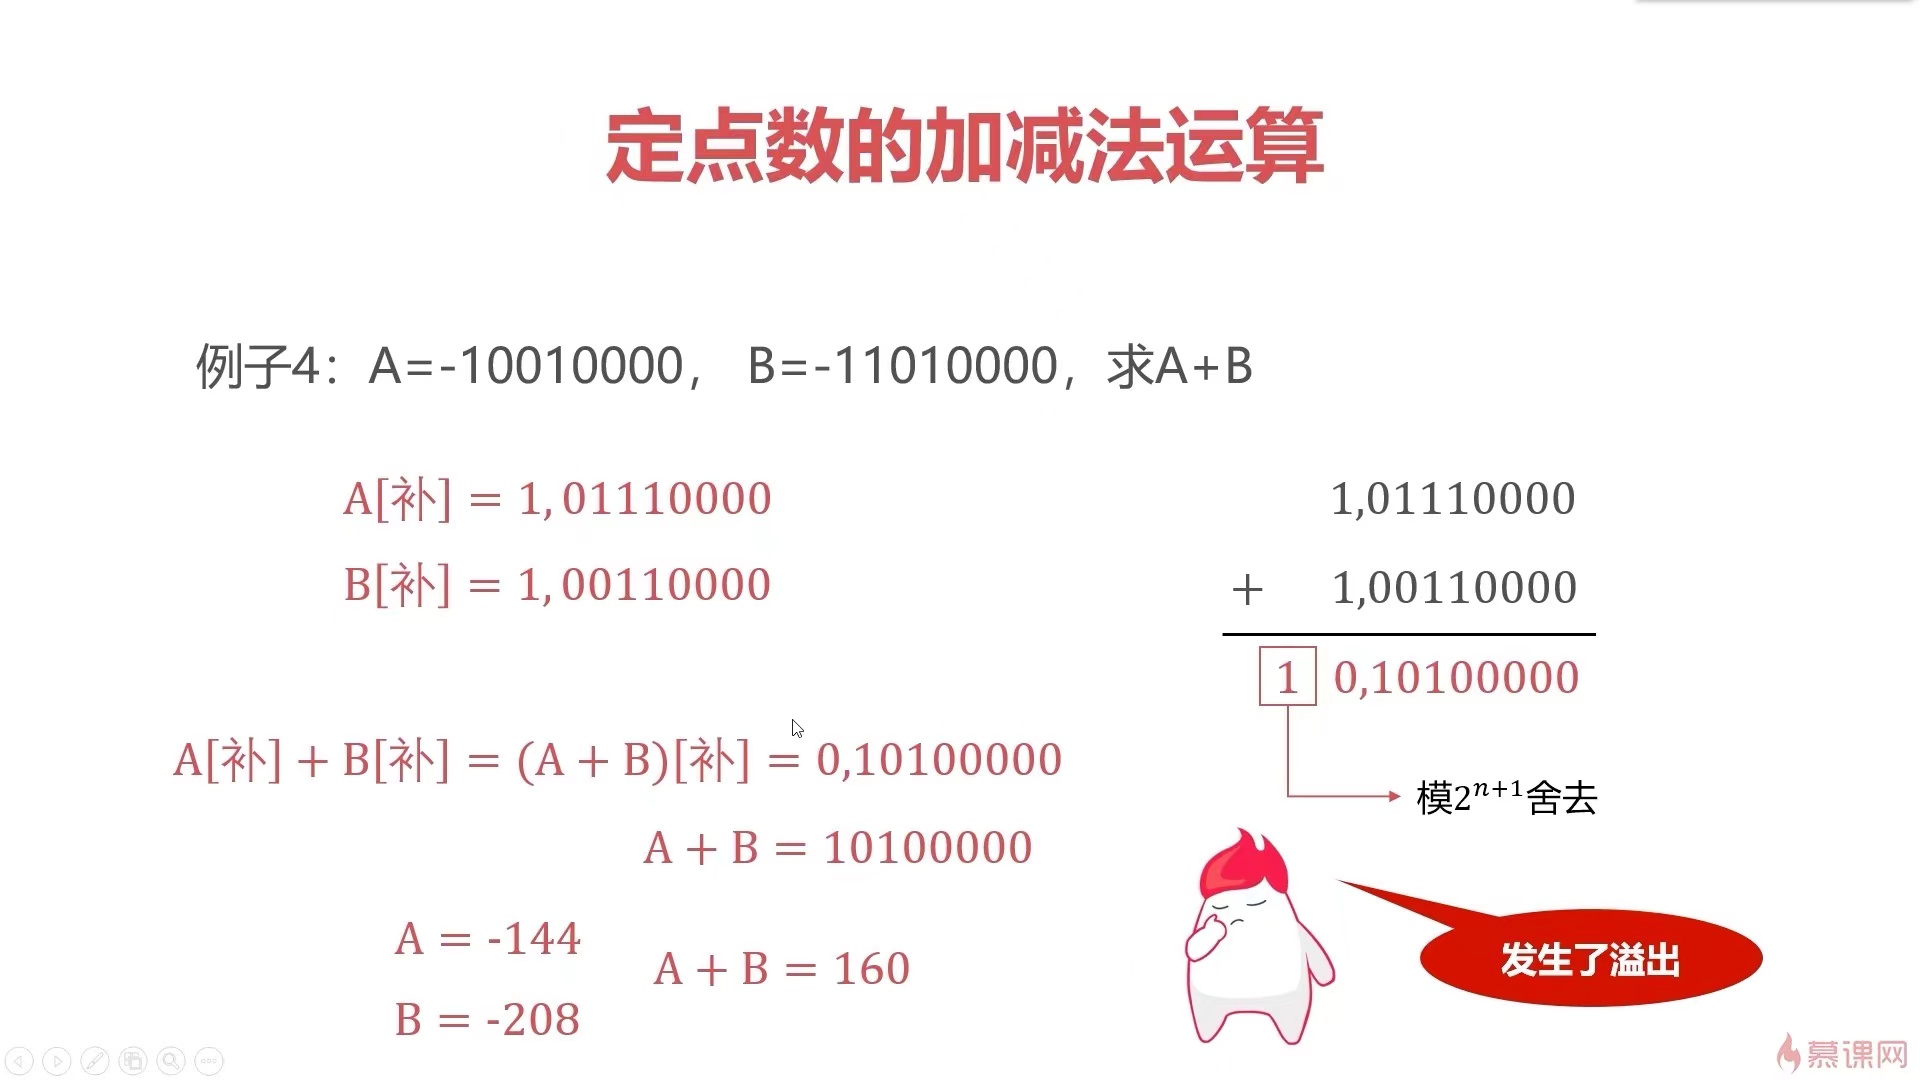 定点数的加减法运算
例子4：A=-10010000， B=-11010000，求A+B
A[补] = 1, 01110000
B[补] = 1, 00110000
1,01110000
+ 1,00110000
1 0,10100000
模2ⁿ⁺¹舍去
A[补] + B[补] = (A + B)[补] = 0,10100000
A + B = 10100000
A = -144
B = -208
A + B = 160
发生了溢出
慕课网